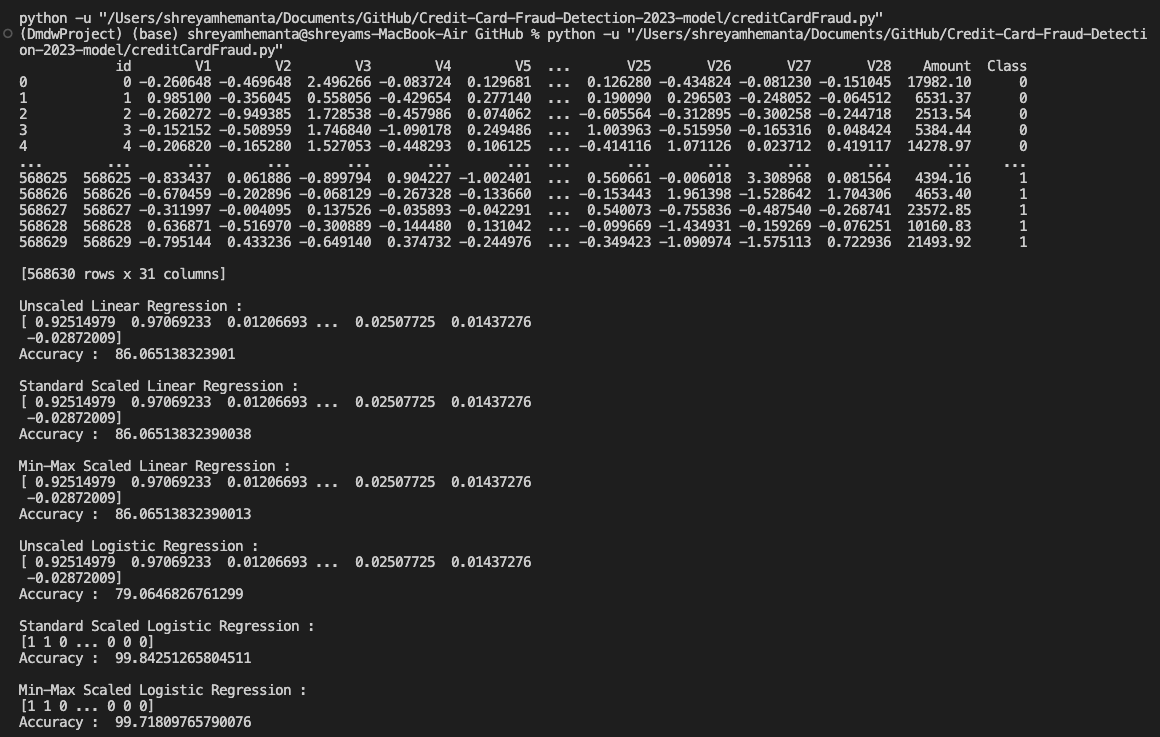 python -u "/Users/shreyamhemanta/Documents/GitHub/Credit-Card-Fraud-Detection-2023-model/creditCardFraud.py"
(DmdwProject) (base) shreyamhemanta@shreyams-MacBook-Air GitHub % python -u "/Users/shreyamhemanta/Documents/GitHub/Credit-Card-Fraud-Detecti
on-2023-model/creditCardFraud.py"
id V1 V2 V3 V4 V5 ... V25 V26 V27 V28 Amount Class
0 0 -0.260648 -0.469648 2.496266 -0.083724 0.129681 ... 0.126280 -0.434824 -0.081230 -0.151045 17982.10 0
1 1 0.985100 -0.356045 0.558056 -0.429654 0.277140 ... 0.190090 0.296503 -0.248052 -0.064512 6531.37 0
2 2 -0.260272 -0.949385 1.728538 -0.457986 0.074062 ... -0.605564 -0.312895 -0.300258 -0.244718 2513.54 0
3 3 -0.152152 -0.508959 1.746840 -1.090178 0.249486 ... 1.003963 -0.515950 -0.165316 0.048424 5384.44 0
4 4 -0.206820 -0.165280 1.527053 -0.448293 0.106125 ... -0.414116 1.071126 0.023712 0.419117 14278.97 0
... ... ... ... ... ... ... ... ... ... ... ... ... ...
568625 568625 -0.833437 0.061886 -0.899794 0.904227 -1.002401 ... 0.560661 -0.006018 3.308968 0.081564 4394.16 1
568626 568626 -0.670459 -0.202896 -0.068129 -0.267328 -0.133660 ... -0.153443 1.961398 -1.528642 1.704306 4653.40 1
568627 568627 -0.311997 -0.004095 0.137526 -0.035893 -0.042291 ... 0.540073 -0.755836 -0.487540 -0.268741 23572.85 1
568628 568628 0.636871 -0.516970 -0.300889 -0.144480 0.131042 ... -0.099669 -1.434931 -0.159269 -0.076251 10160.83 1
568629 568629 -0.795144 0.433236 -0.649140 0.374732 -0.244976 ... -0.349423 -1.090974 -1.575113 0.722936 21493.92 1
[568630 rows x 31 columns]
Unscaled Linear Regression :
[ 0.92514979 0.97069233 0.01206693 ... 0.02507725 0.01437276
-0.02872009]
Accuracy : 86.065138323901
Standard Scaled Linear Regression :
[ 0.92514979 0.97069233 0.01206693 ... 0.02507725 0.01437276
-0.02872009]
Accuracy : 86.06513832390038
Min-Max Scaled Linear Regression :
[ 0.92514979 0.97069233 0.01206693 ... 0.02507725 0.01437276
-0.02872009]
Accuracy : 86.06513832390013
Unscaled Logistic Regression :
[ 0.92514979 0.97069233 0.01206693 ... 0.02507725 0.01437276
-0.02872009]
Accuracy : 79.0646826761299
Standard Scaled Logistic Regression :
[1 1 0 ... 0 0 0]
Accuracy : 99.84251265804511
Min-Max Scaled Logistic Regression :
[1 1 0 ... 0 0 0]
Accuracy : 99.71809765790076